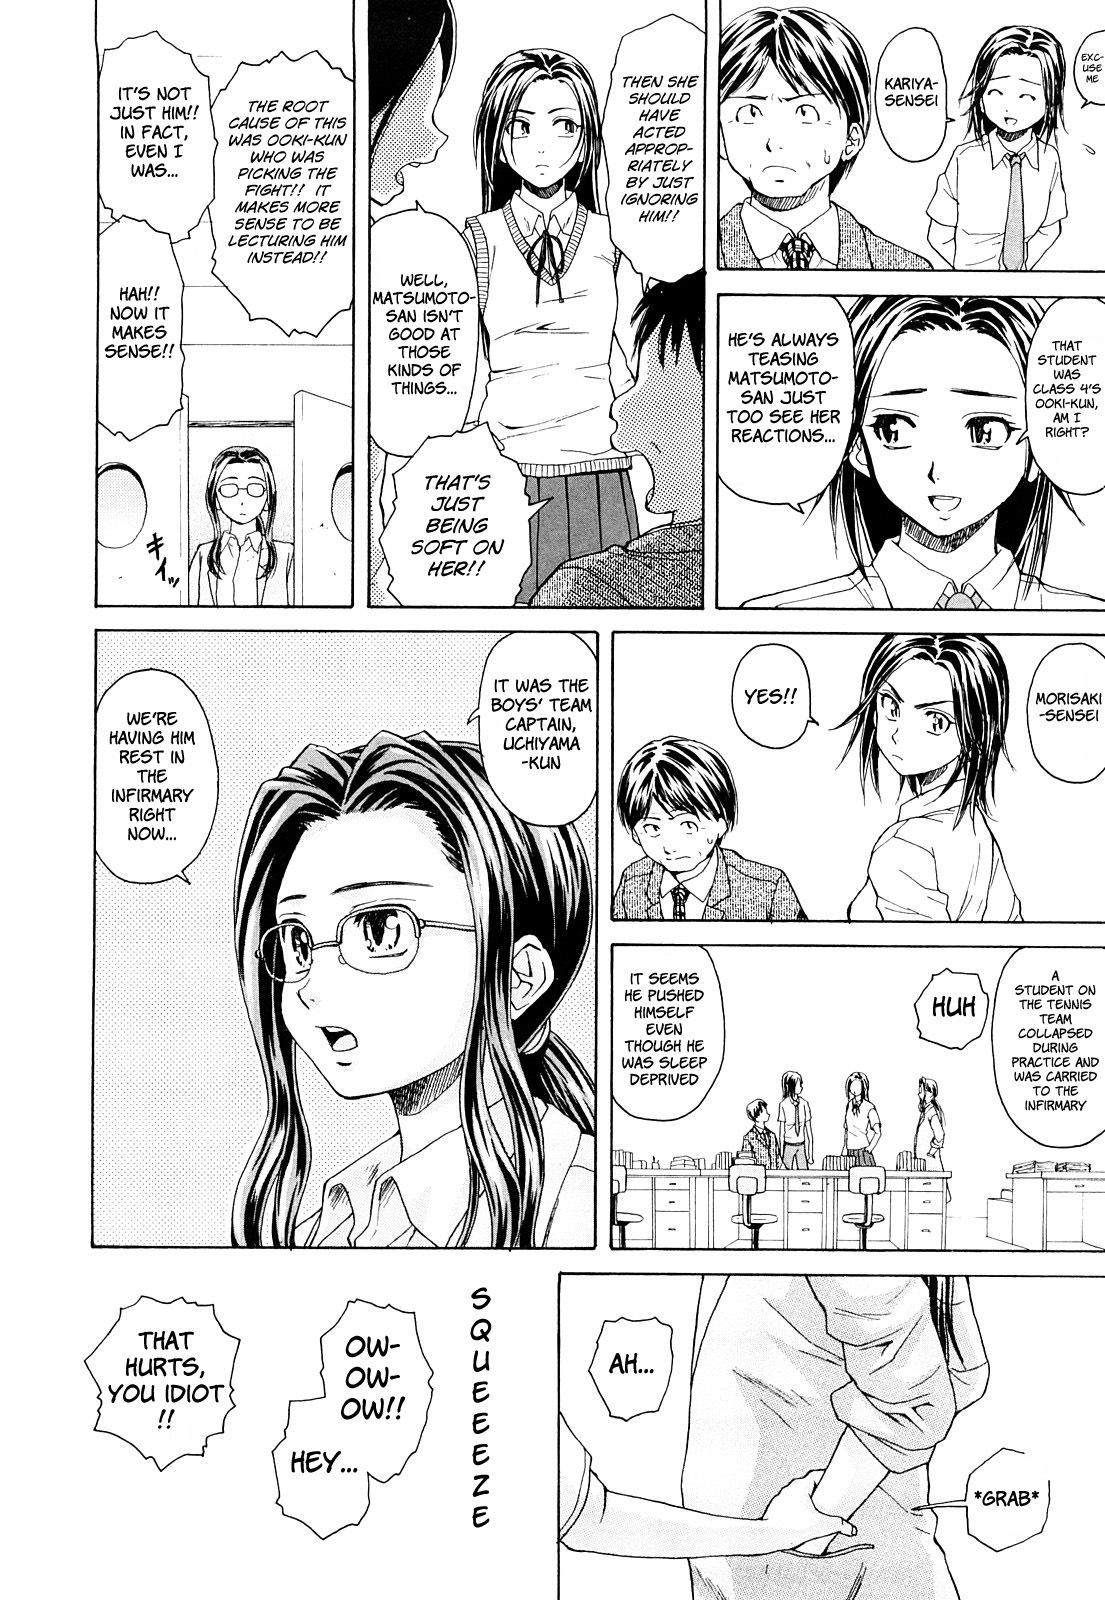 EXC-
USE
ME
KARIYA-
SENSEI
THAT
STUDENT
WAS
CLASS 4'S
OOKI-KUN,
AM I
RIGHT?
HE'S ALWAYS
TEASING
MATSUMOTO-
SAN JUST
TOO SEE HER
REACTIONS...
THEN SHE
SHOULD
HAVE
ACTED
APPROP-
RIATELY
BY JUST
IGNORING
HIM!!
WELL,
MATSUMOTO-
SAN ISN'T
GOOD AT
THOSE
KINDS OF
THINGS...
THAT'S
JUST
BEING
SOFT ON
HER!!
THE ROOT
CAUSE OF THIS
WAS OOKI-KUN
WHO WAS
PICKING THE
FIGHT!! IT
MAKES MORE
SENSE TO BE
LECTURING HIM
INSTEAD!!
IT'S NOT
JUST HIM!!
IN FACT,
EVEN I
WAS...
HAH!!
NOW IT
MAKES
SENSE!!
キィッ
MORISAKI
-SENSEI
YES!!
A
STUDENT ON
THE TENNIS
TEAM
COLLAPSED
DURING
PRACTICE AND
WAS CARRIED
TO THE
INFIRMARY
HUH
IT SEEMS
HE PUSHED
HIMSELF
EVEN
THOUGH HE
WAS SLEEP
DEPRIVED
IT WAS THE
BOYS' TEAM
CAPTAIN,
UCHIYAMA
-KUN
WE'RE
HAVING HIM
REST IN
THE
INFIRMARY
RIGHT
NOW...
AH...
*GRAB*
SQUEEEZE
OW-
OW-
OW!!
HEY...
THAT
HURTS,
YOU IDIOT
!!